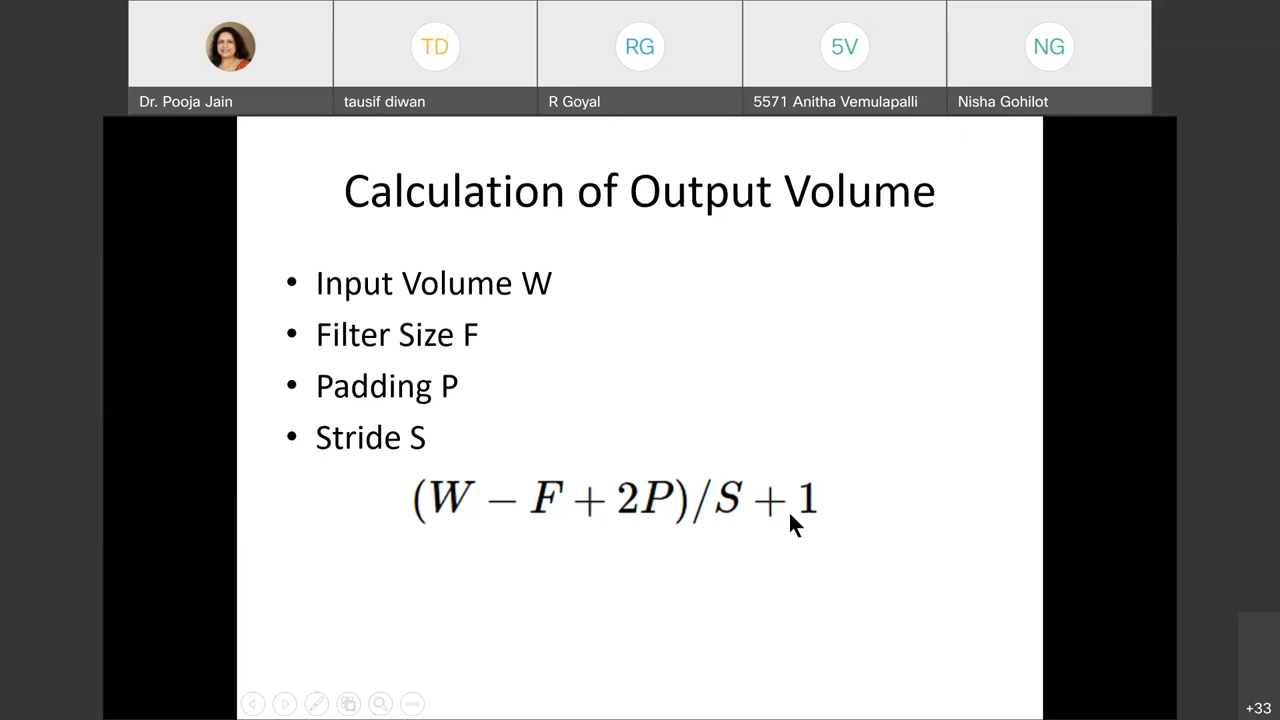 TD
RG
5V
NG
Dr. Pooja Jain
tausif diwan
R Goyal
5571 Anitha Vemulapalli
Nisha Gohilot
Calculation of Output Volume
• Input Volume W
• Filter Size F
• Padding P
• Stride S
(W − F + 2P)/S + 1
+33